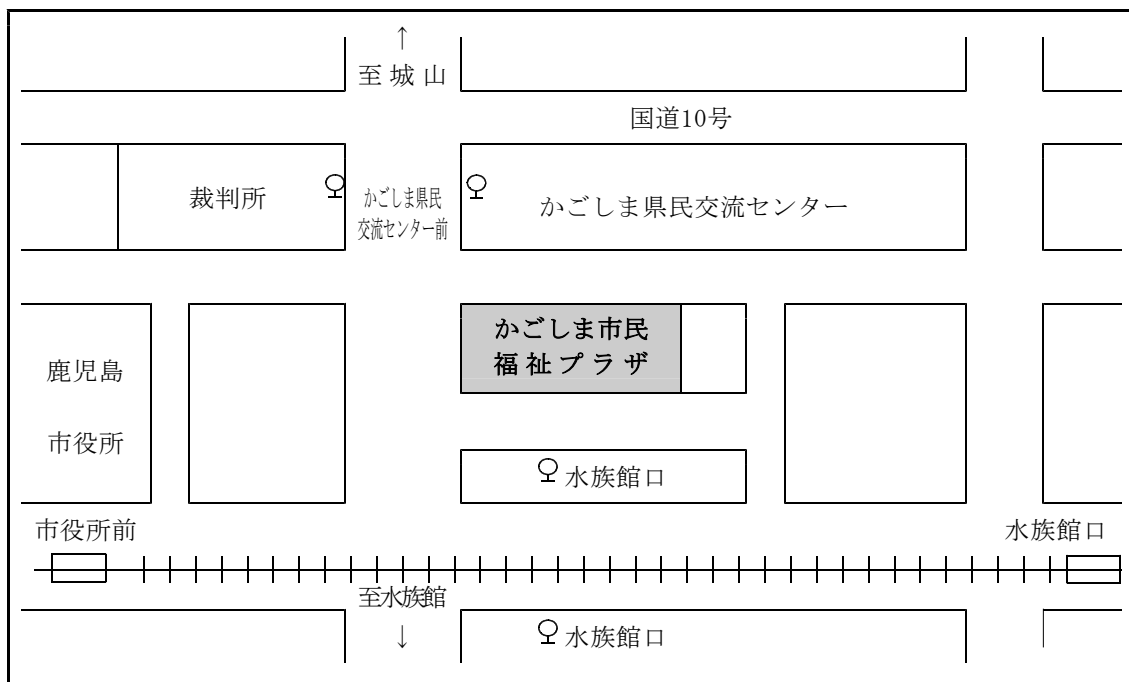 ↑
至城山
国道10号
裁判所
かごしま県民
交流センター前
かごしま県民交流センター
かごしま市民
福祉プラザ
鹿児島
市役所
水族館口
市役所前
水族館口
至水族館
↓
水族館口